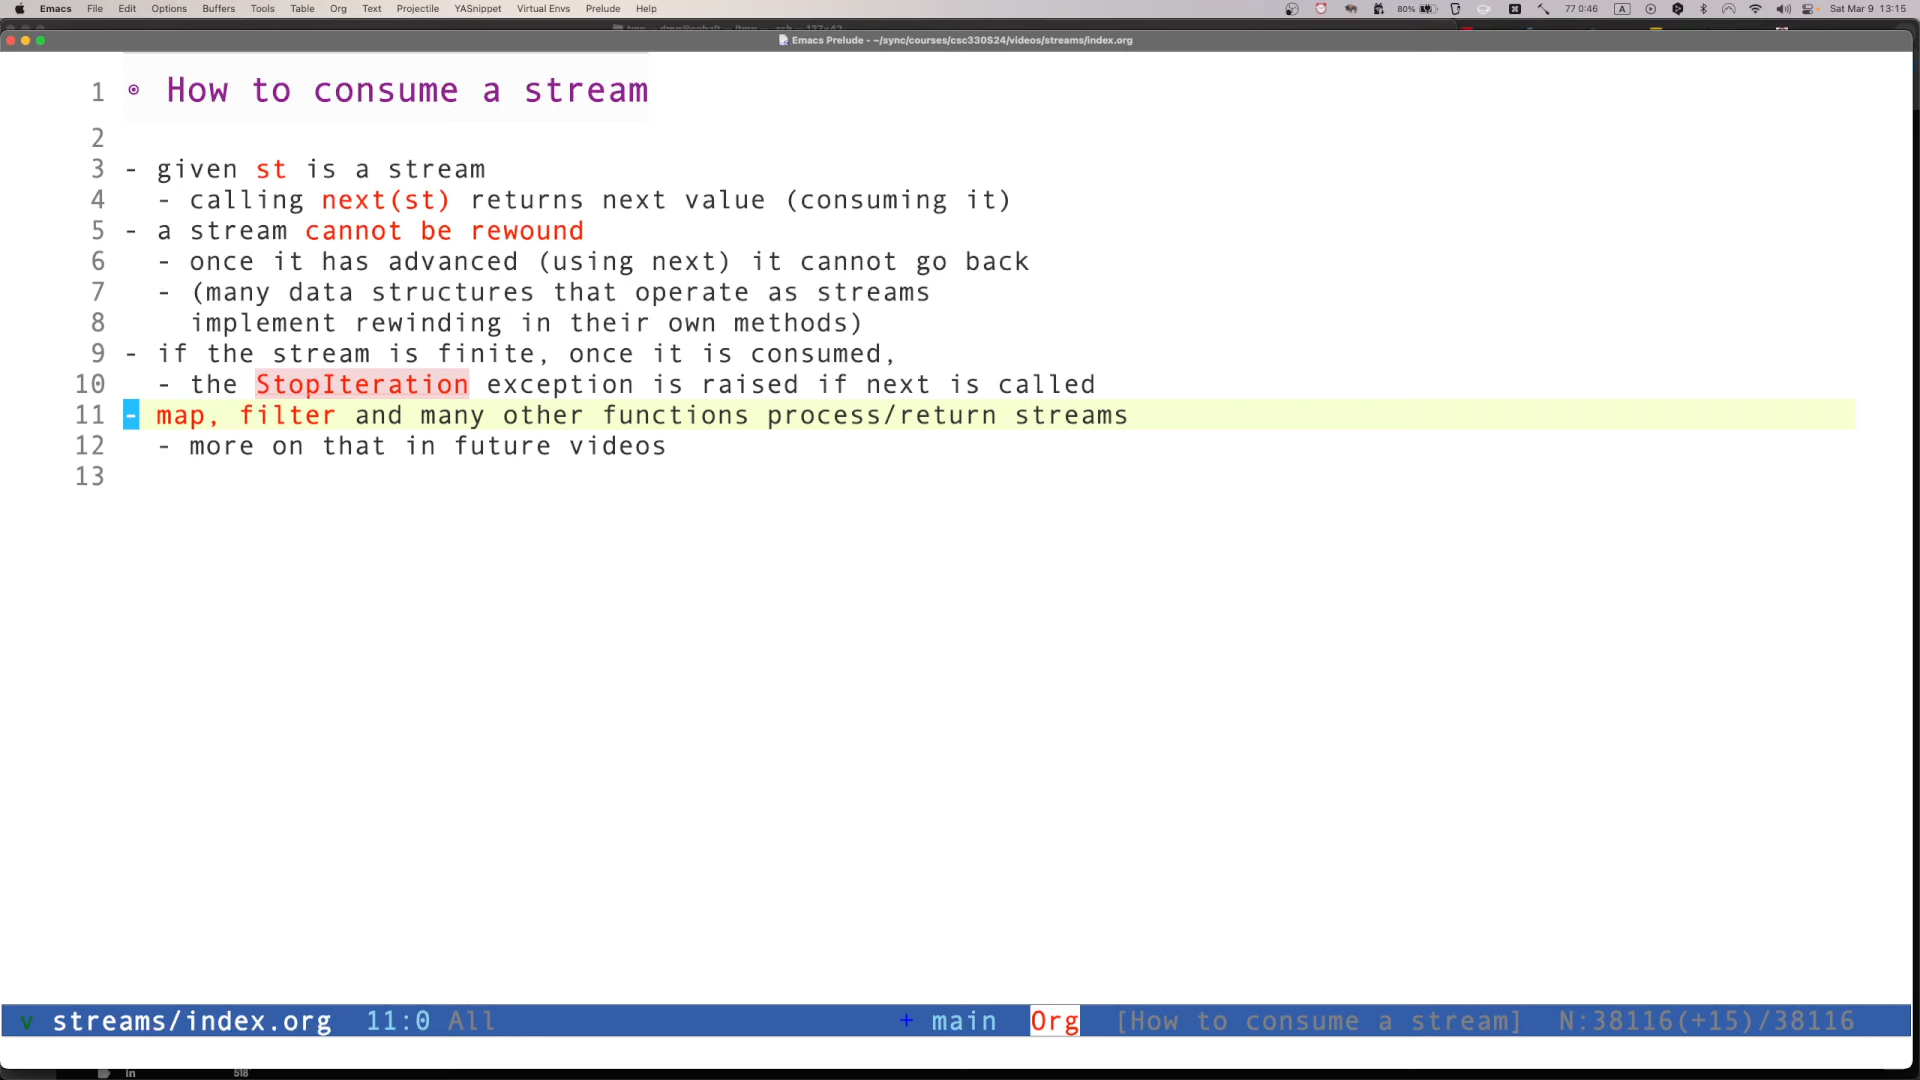 Emacs File Edit Options Buffers Tools Table Org Text Projectile YASnippet Virtual Envs Prelude Help 80% 77 0:46 A Sat Mar 9 13:15
Emacs Prelude - ~/sync/courses/csc330S24/videos/streams/index.org
1 How to consume a stream
2
3 - given st is a stream
4 - calling next(st) returns next value (consuming it)
5 - a stream cannot be rewound
6 - once it has advanced (using next) it cannot go back
7 - (many data structures that operate as streams
8 implement rewinding in their own methods)
9 - if the stream is finite, once it is consumed,
10 - the StopIteration exception is raised if next is called
11 - map, filter and many other functions process/return streams
12 - more on that in future videos
13
v streams/index.org 11:0 All + main Org [How to consume a stream] N:38116(+15)/38116
In 518